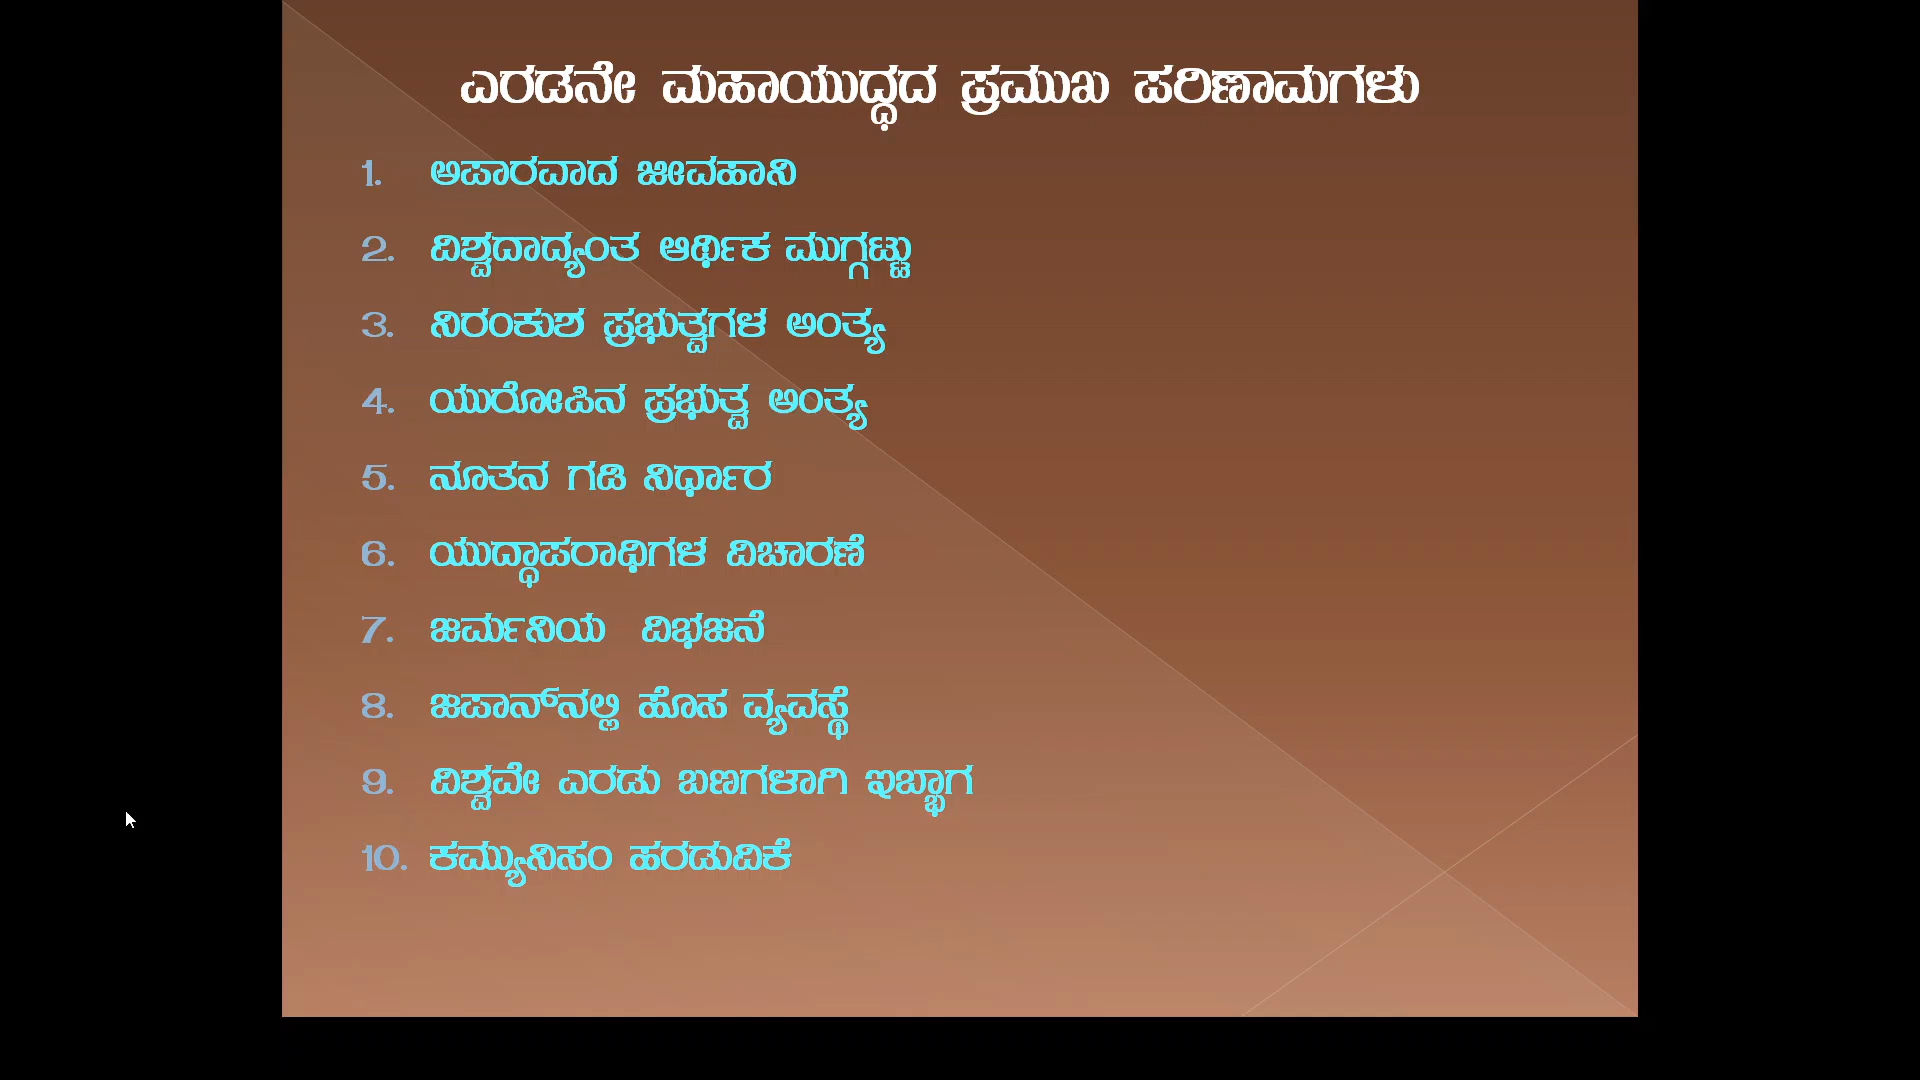 ಎರಡನೇ ಮಹಾಯುದ್ಧದ ಪ್ರಮುಖ ಪರಿಣಾಮಗಳು
1. ಅಪಾರವಾದ ಜೀವಹಾನಿ
2. ವಿಶ್ವದಾದ್ಯಂತ ಆರ್ಥಿಕ ಮುಗ್ಗಟ್ಟು
3. ನಿರಂಕುಶ ಪ್ರಭುತ್ವಗಳ ಅಂತ್ಯ
4. ಯುರೋಪಿನ ಪ್ರಭುತ್ವ ಅಂತ್ಯ
5. ನೂತನ ಗಡಿ ನಿರ್ಧಾರ
6. ಯುದ್ಧಾಪರಾಧಿಗಳ ವಿಚಾರಣೆ
7. ಜರ್ಮನಿಯ ವಿಭಜನೆ
8. ಜಪಾನ್‌ನಲ್ಲಿ ಹೊಸ ವ್ಯವಸ್ಥೆ
9. ವಿಶ್ವವೇ ಎರಡು ಬಣಗಳಾಗಿ ಇಬ್ಭಾಗ
10. ಕಮ್ಯುನಿಸಂ ಹರಡುವಿಕೆ